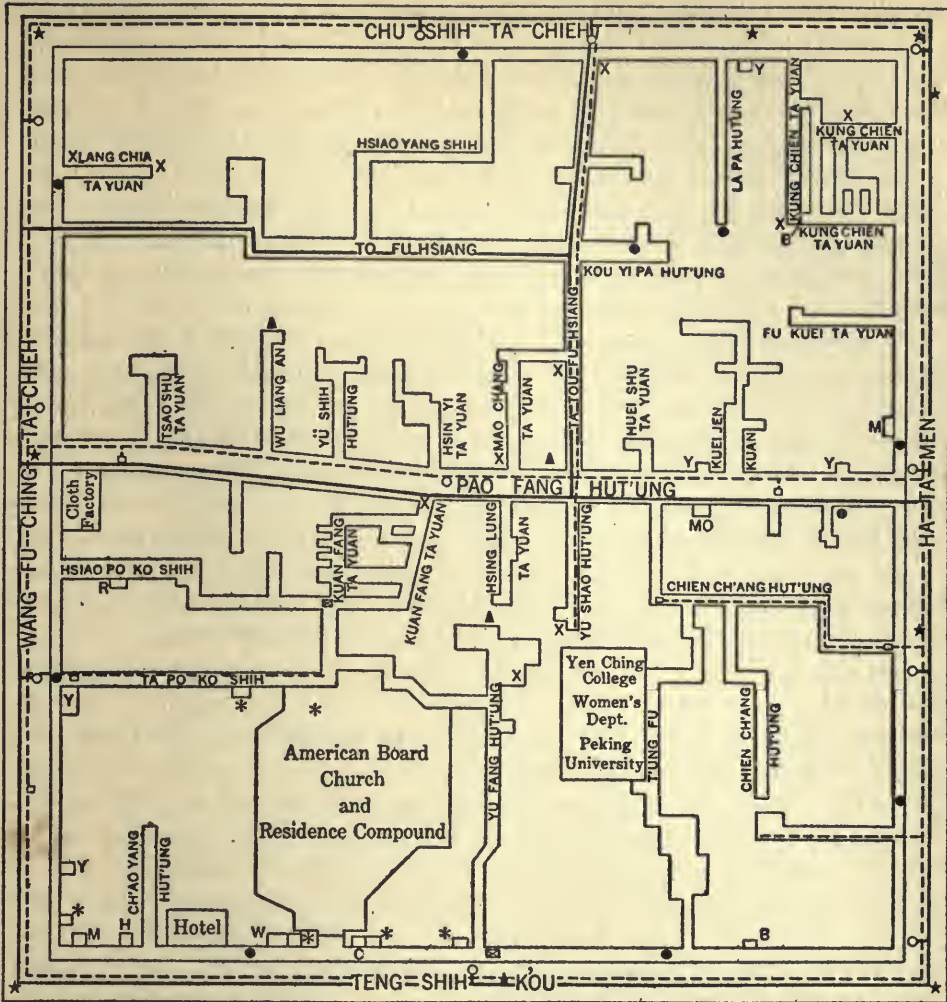 CHU SHIH TA CHIEH
X
Y
HSIAO YANG SHIH
LA PA HUTUNG
KUNG CHIEN TA YUAN
X
KUNG CHIEN
TA YUAN
X LANG CHIA X
TA YUAN
KUNG CHIEN
TA YUAN
X
B
KUNG CHIEN
TA YUAN
TO FU HSIANG
KOU YI PA HUT'UNG
TA TOU FU HSIANG
FU KUEI TA YUAN
WANG-FU-CHING-TA-CHIEH
HA-TA-MEN
TSAO SHU
TA YUAN
WU LIANG AN
YÜ SHIH
HUT'UNG
HSIN YI
TA YUAN
MAO CHANG
TA YUAN
X
X
HUEI SHU
TA YUAN
KUEI JEN
KUAN
M
Y
Y
PAO FANG HUT'UNG
Cloth
Factory
X
MO
KUAN FANG
TA YUAN
KUAN FANG TA YUAN
HSING LUNG
TA YUAN
YU SHAO HUT'UNG
HSIAO PO KO SHIH
R
CHIEN CH'ANG HUT'UNG
X
X
Yen Ching
College
Women's
Dept.
Peking
University
TA PO KO SHIH
Y
American Board
Church
and
Residence Compound
YU FANG HUT'UNG
T'UNG FU
CHIEN CH'ANG
HUT'UNG
CH'AO YANG
HUT'UNG
Y
M
H
Hotel
W
C
B
TENG=SHIH K'OU